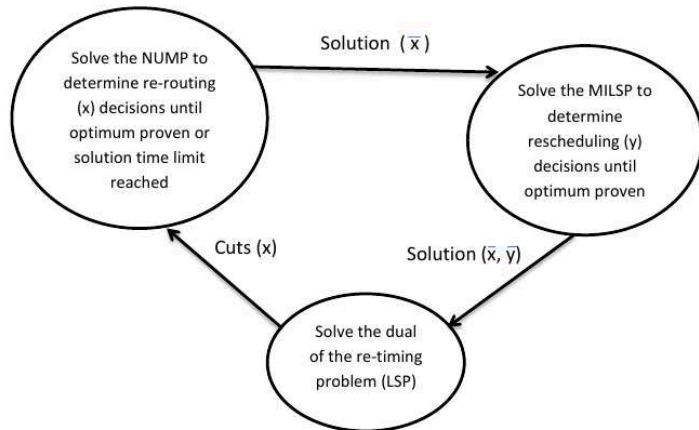 Solve the NUMP to
determine re-routing
(x) decisions until
optimum proven or
solution time limit
reached
Solution ( x̅ )
Solve the MILSP to
determine
rescheduling (y)
decisions until
optimum proven
Cuts (x)
Solution (x̅, y̅)
Solve the dual
of the re-timing
problem (LSP)